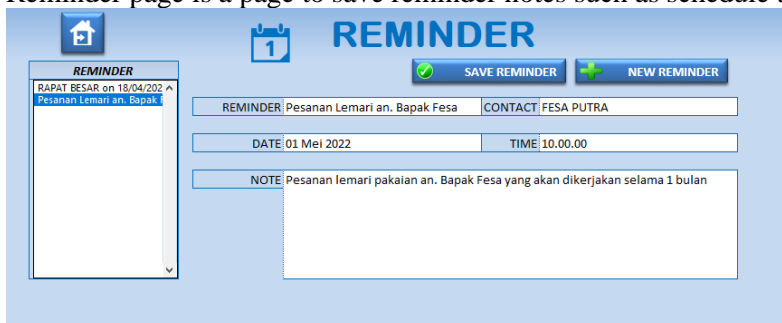 Reminder page is a page to save reminder notes such as schedule
REMINDER
1
SAVE REMINDER
NEW REMINDER
REMINDER
RAPAT BESAR on 18/04/202
Pesanan Lemari an. Bapak
REMINDER Pesanan Lemari an. Bapak Fesa CONTACT FESA PUTRA
DATE 01 Mei 2022 TIME 10.00.00
NOTE Pesanan lemari pakaian an. Bapak Fesa yang akan dikerjakan selama 1 bulan